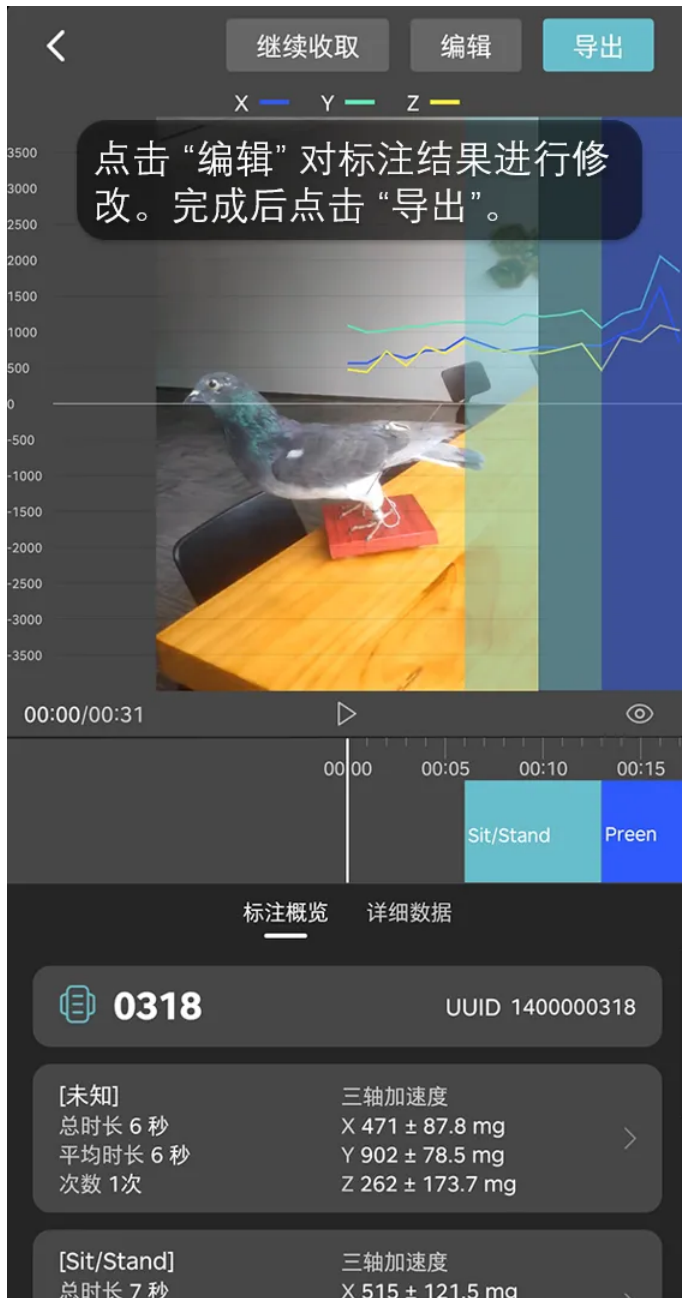 继续收取 编辑 导出
X Y Z
点击 “编辑” 对标注结果进行修
改。完成后点击 “导出”。
3500
3000
2500
2000
1500
1000
500
0
-500
-1000
-1500
-2000
-2500
-3000
-3500
00:00/00:31
00:00 00:05 00:10 00:15
Sit/Stand Preen
标注概览 详细数据
0318 UUID 1400000318
[未知] 三轴加速度
总时长 6 秒 X 471 ± 87.8 mg
平均时长 6 秒 Y 902 ± 78.5 mg
次数 1次 Z 262 ± 173.7 mg
[Sit/Stand] 三轴加速度
总时长 7 秒 X 515 ± 121.5 mg